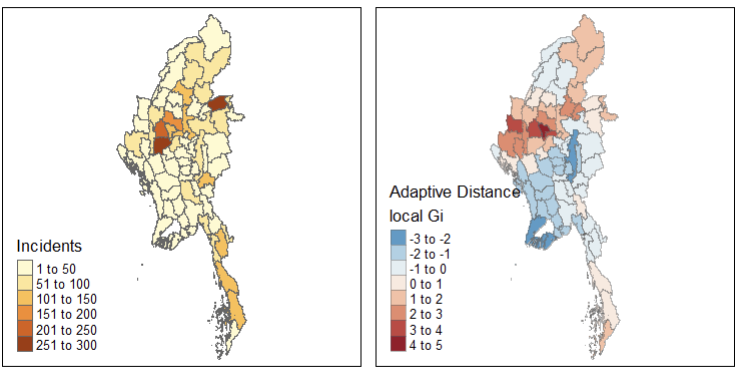 Incidents
1 to 50
51 to 100
101 to 150
151 to 200
201 to 250
251 to 300
Adaptive Distance
local Gi
-3 to -2
-2 to -1
-1 to 0
0 to 1
1 to 2
2 to 3
3 to 4
4 to 5